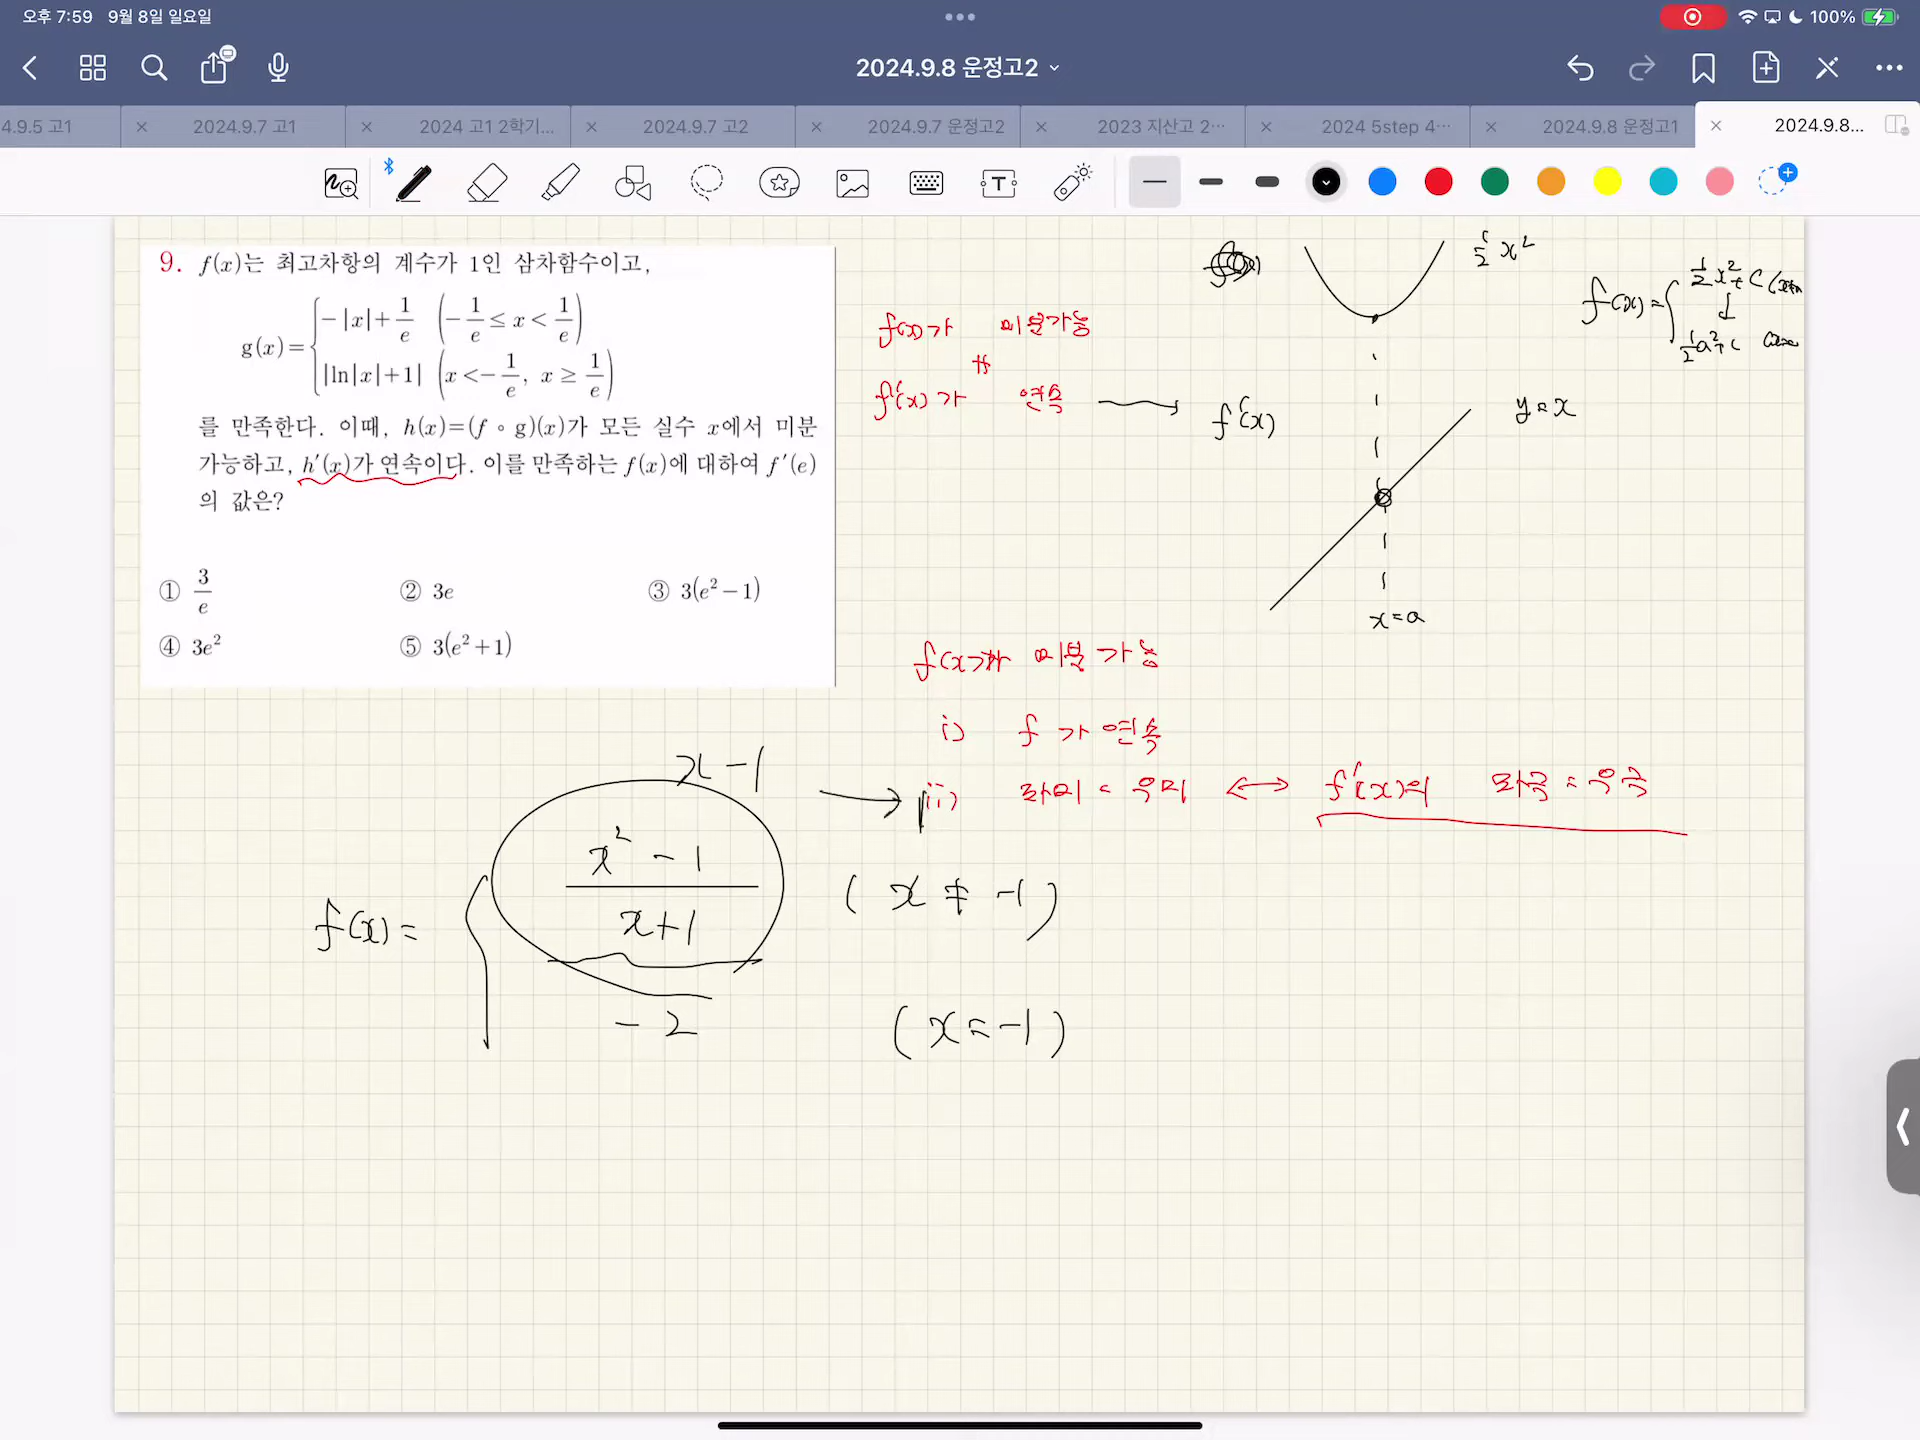 오후 7:59 9월 8일 일요일
100%
2024.9.8 운정고2
4.9.5 고1
2024.9.7 고1
2024 고1 2학기...
2024.9.7 고2
2024.9.7 운정고2
2023 지산고 2...
2024 5step 4...
2024.9.8 운정고1
2024.9.8...
9. f(x)는 최고차항의 계수가 1인 삼차함수이고,
g(x)={ -|x|+1/e (-1/e ≤ x < 1/e)
|ln|x|+1| (x <-1/e, x ≥ 1/e)
를 만족한다. 이때, h(x)=(f∘g)(x)가 모든 실수 x에서 미분
가능하고, h′(x)가 연속이다. 이를 만족하는 f(x)에 대하여 f′(e)
의 값은?
① 3/e ② 3e ③ 3(e²-1)
④ 3e² ⑤ 3(e²+1)
½x²
f(x)={ ½x²+C
½a²+C
f(x)가 미분가능
f′(x)가 연속
f′(x)
y=x
x=a
f(x)가 미분가능
i) f가 연속
ii) 좌미=우미 ↔ f′(x)의 좌극=우극
x-1
f(x)={ x²-1/x+1 (x≠-1)
-2 (x=-1)